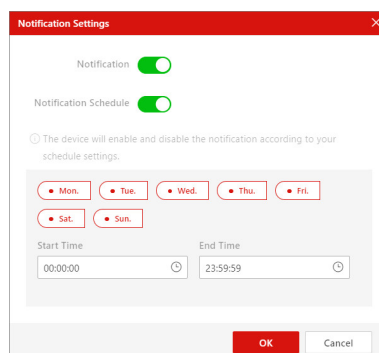 Notification Settings
Notification
Notification Schedule
The device will enable and disable the notification according to your
schedule settings.
Mon. Tue. Wed. Thu. Fri.
Sat. Sun.
Start Time End Time
00:00:00 23:59:59
OK Cancel